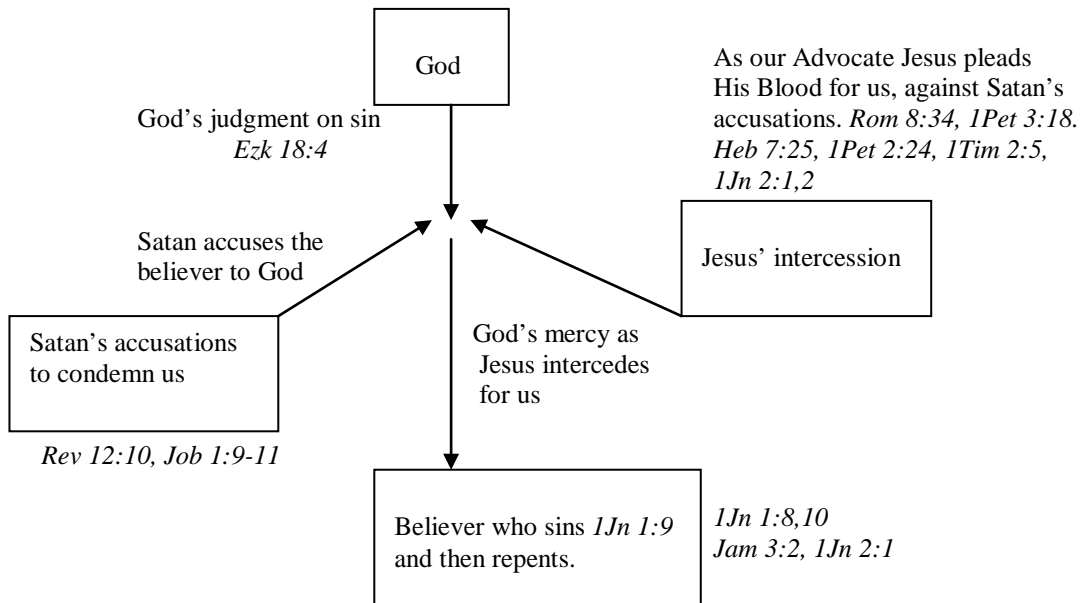 God
God’s judgment on sin
Ezk 18:4
As our Advocate Jesus pleads
His Blood for us, against Satan’s
accusations. Rom 8:34, 1Pet 3:18.
Heb 7:25, 1Pet 2:24, 1Tim 2:5,
1Jn 2:1,2
Satan accuses the
believer to God
Jesus’ intercession
Satan’s accusations
to condemn us
God’s mercy as
Jesus intercedes
for us
Rev 12:10, Job 1:9-11
Believer who sins 1Jn 1:9
and then repents.
1Jn 1:8,10
Jam 3:2, 1Jn 2:1